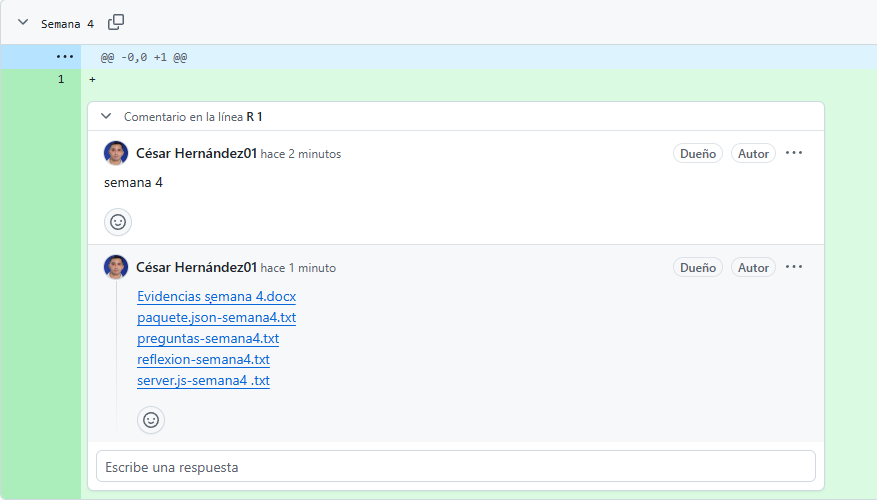 Semana 4
@@ -0,0 +1 @@
1 +
Comentario en la línea R 1
César Hernández01 hace 2 minutos Dueño Autor
semana 4
César Hernández01 hace 1 minuto Dueño Autor
Evidencias semana 4.docx
paquete.json-semana4.txt
preguntas-semana4.txt
reflexion-semana4.txt
server.js-semana4 .txt
Escribe una respuesta